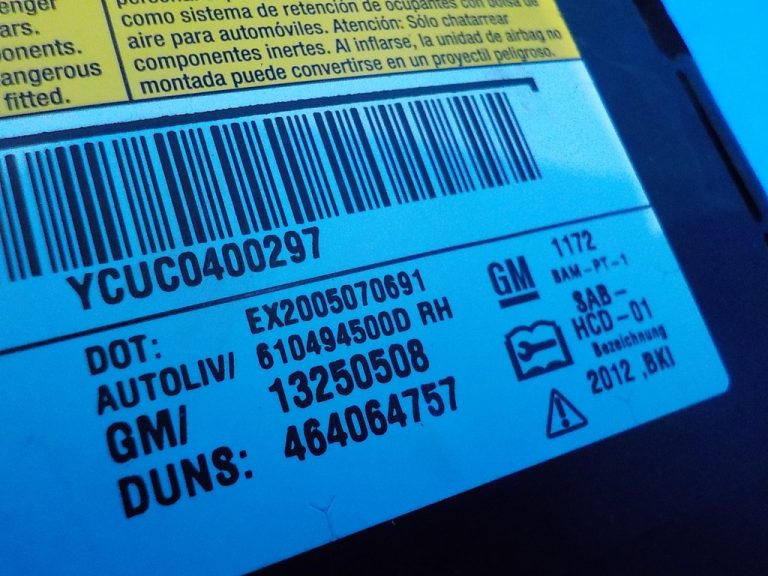 enger
ars.
onents.
angerous
fitted.
como sistema de retención de ocupantes con bolsa de
aire para automóviles. Atención: Sólo chatarrear
componentes inertes. Al inflarse, la unidad de airbag no
montada puede convertirse en un proyectil peligroso.
YCUC0400297
DOT: EX2005070691
AUTOLIV/ 610494500D RH
GM/ 13250508
DUNS: 464064757
GM
1172
BAM-PT-1
SAB-
HCD-01
Bezeichnung
2012 ,BKI